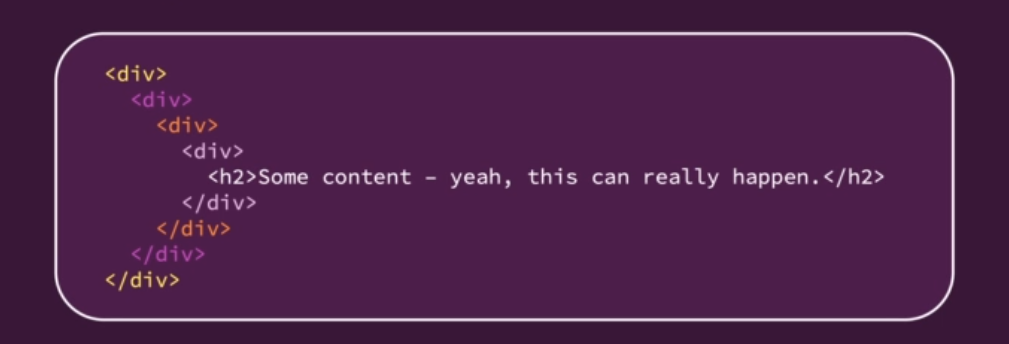 <div>
<div>
<div>
<div>
<h2>Some content – yeah, this can really happen.</h2>
</div>
</div>
</div>
</div>